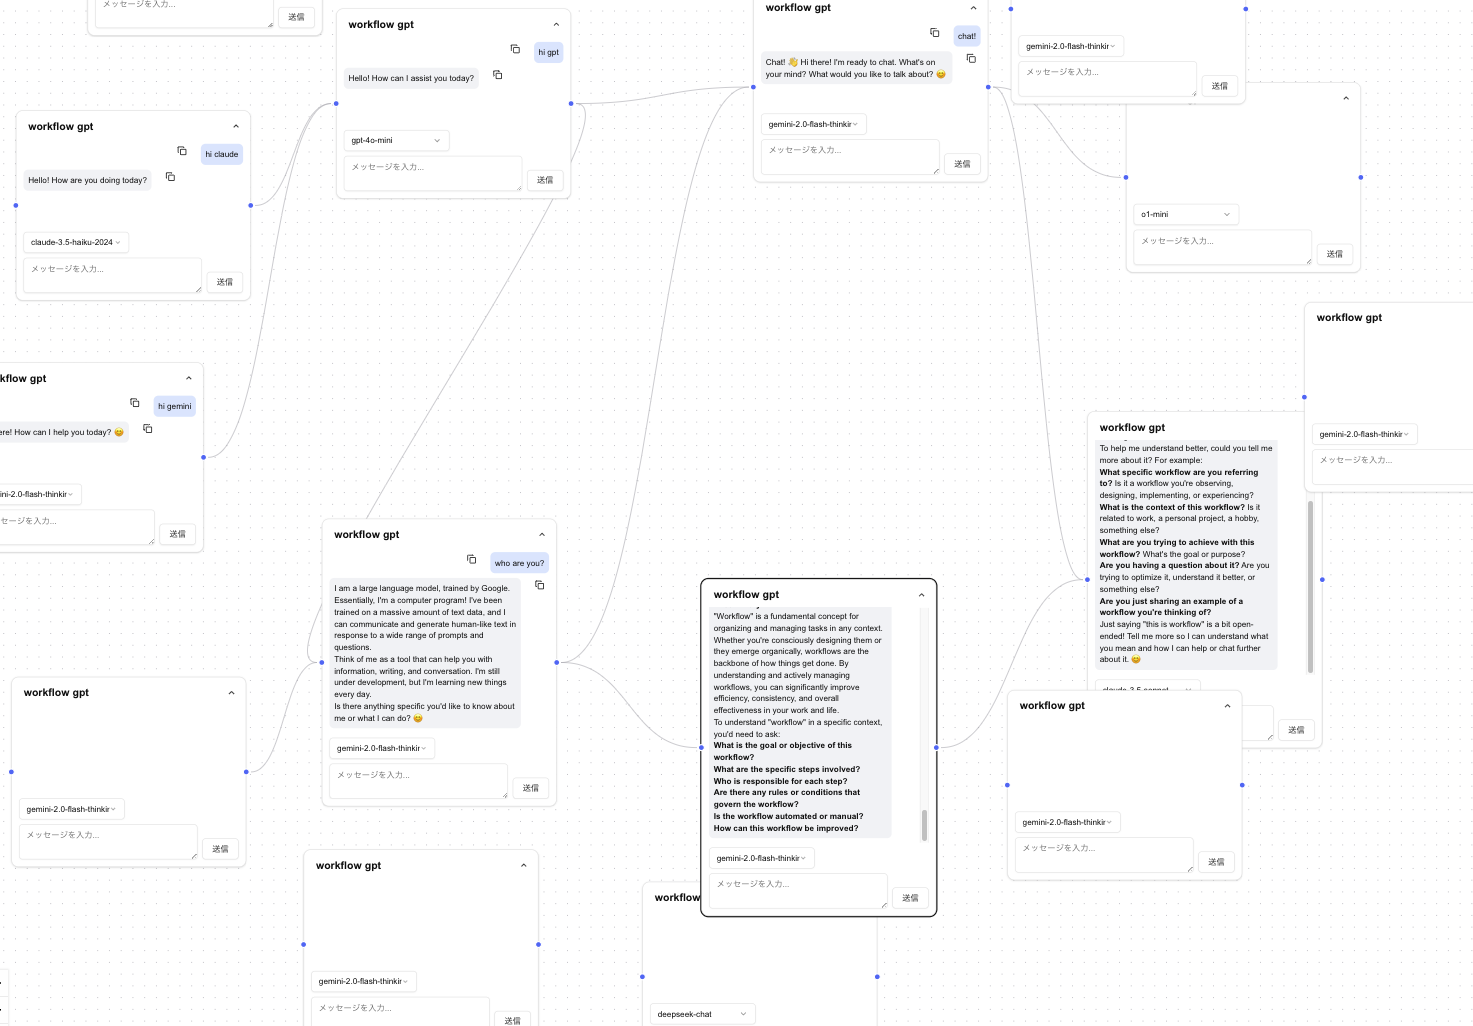 メッセージを入力...
送信
workflow gpt
hi gpt
Hello! How can I assist you today?
gpt-4o-mini
メッセージを入力...
送信
workflow gpt
chat!
Chat! 👋 Hi there! I'm ready to chat. What's on
your mind? What would you like to talk about? 😊
gemini-2.0-flash-thinkir
メッセージを入力...
送信
gemini-2.0-flash-thinkir
メッセージを入力...
送信
o1-mini
メッセージを入力...
送信
workflow gpt
hi claude
Hello! How are you doing today?
claude-3.5-haiku-2024
メッセージを入力...
送信
kflow gpt
hi gemini
ere! How can I help you today? 😊
ini-2.0-flash-thinkir
ージを入力...
送信
workflow gpt
gemini-2.0-flash-thinkir
メッセージを入力...
workflow gpt
To help me understand better, could you tell me
more about it? For example:
What specific workflow are you referring
to? Is it a workflow you're observing,
designing, implementing, or experiencing?
What is the context of this workflow? Is it
related to work, a personal project, a hobby,
something else?
What are you trying to achieve with this
workflow? What's the goal or purpose?
Are you having a question about it? Are you
trying to optimize it, understand it better, or
something else?
Are you just sharing an example of a
workflow you're thinking of?
Just saying "this is workflow" is a bit open-
ended! Tell me more so I can understand what
you mean and how I can help or chat further
about it. 😊
claude-3.5-sonnet
送信
workflow gpt
who are you?
I am a large language model, trained by Google.
Essentially, I'm a computer program! I've been
trained on a massive amount of text data, and I
can communicate and generate human-like text in
response to a wide range of prompts and
questions.
Think of me as a tool that can help you with
information, writing, and conversation. I'm still
under development, but I'm learning new things
every day.
Is there anything specific you'd like to know about
me or what I can do? 😊
gemini-2.0-flash-thinkir
メッセージを入力...
送信
workflow gpt
"Workflow" is a fundamental concept for
organizing and managing tasks in any context.
Whether you're consciously designing them or
they emerge organically, workflows are the
backbone of how things get done. By
understanding and actively managing
workflows, you can significantly improve
efficiency, consistency, and overall
effectiveness in your work and life.
To understand "workflow" in a specific context,
you'd need to ask:
What is the goal or objective of this
workflow?
What are the specific steps involved?
Who is responsible for each step?
Are there any rules or conditions that
govern the workflow?
Is the workflow automated or manual?
How can this workflow be improved?
gemini-2.0-flash-thinkir
メッセージを入力...
送信
workflow gpt
gemini-2.0-flash-thinkir
メッセージを入力...
送信
workflow gpt
gemini-2.0-flash-thinkir
メッセージを入力...
送信
workflow gpt
gemini-2.0-flash-thinkir
メッセージを入力...
送信
workflow
deepseek-chat